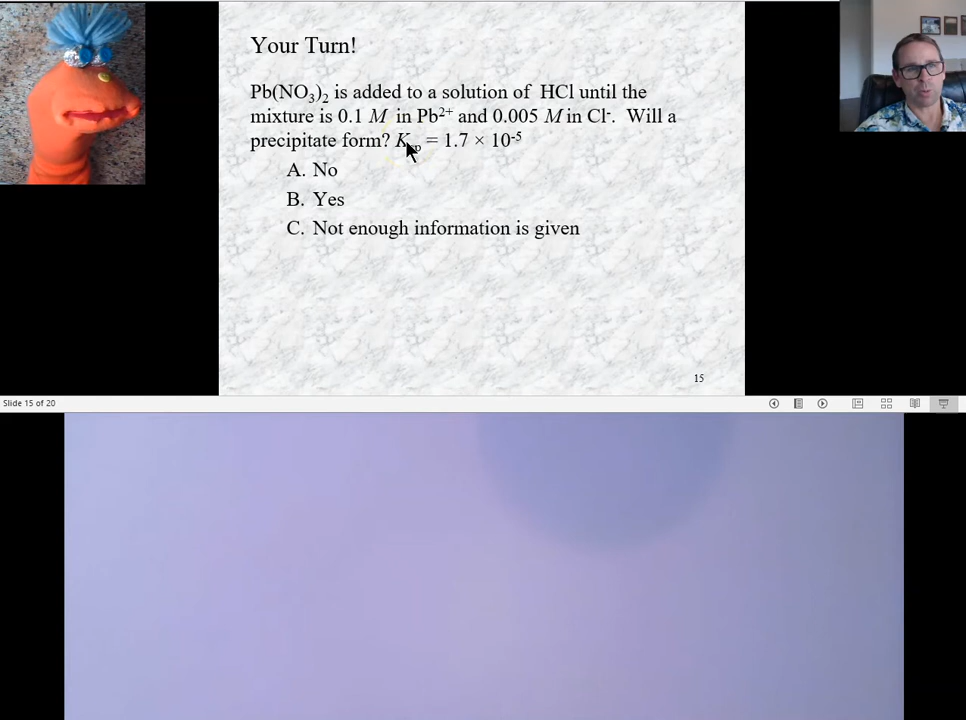 Your Turn!
Pb(NO3)2 is added to a solution of HCl until the
mixture is 0.1 M in Pb2+ and 0.005 M in Cl-. Will a
precipitate form? Ksp = 1.7 × 10-5
A. No
B. Yes
C. Not enough information is given
15
Slide 15 of 20